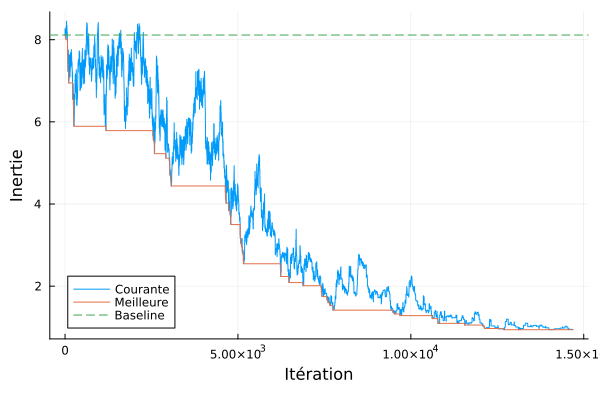 8
6
4
2
Inertie
Courante
Meilleure
Baseline
0
5.00×10³
1.00×10⁴
1.50×1
Itération